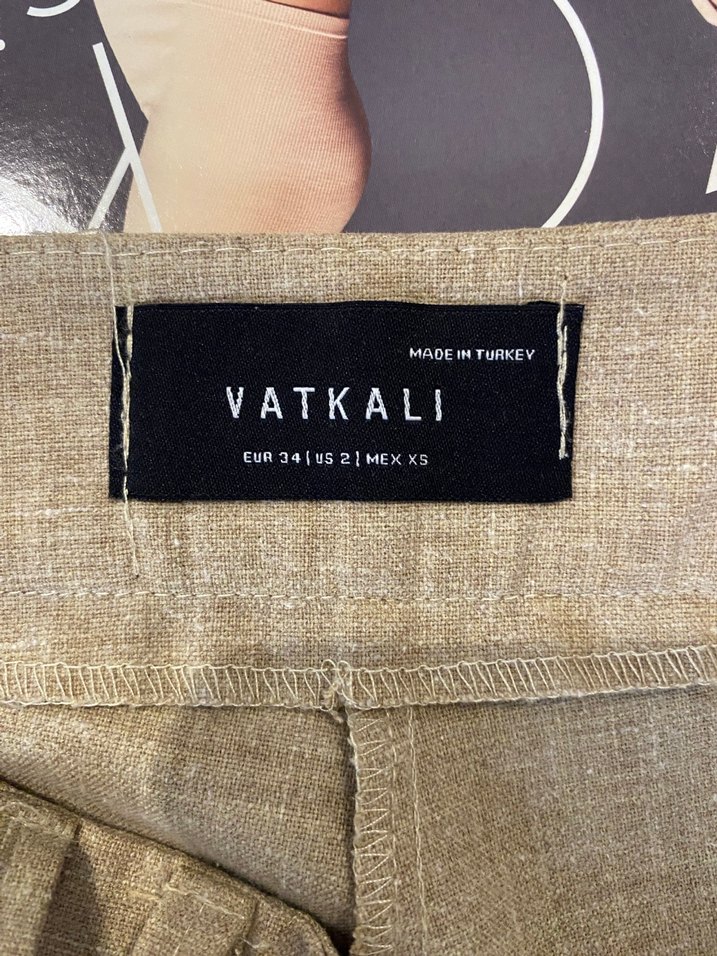 MADE IN TURKEY
VATKALI
EUR 34 | US 2 | MEX XS